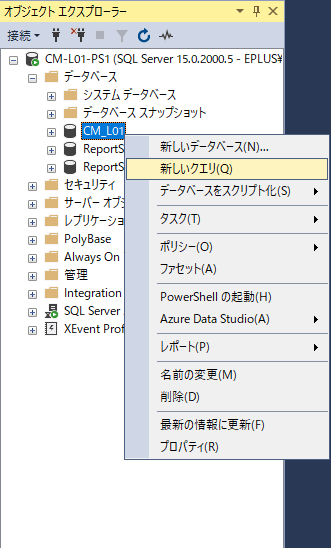 オブジェクト エクスプローラー
接続
CM-L01-PS1 (SQL Server 15.0.2000.5 - EPLUS¥
データベース
システム データベース
データベース スナップショット
CM_L01
ReportS
ReportS
セキュリティ
サーバー オブジ
レプリケーショ
PolyBase
Always On
管理
Integration
SQL Server
XEvent Prof
新しいデータベース(N)...
新しいクエリ(Q)
データベースをスクリプト化(S)
タスク(T)
ポリシー(O)
ファセット(A)
PowerShell の起動(H)
Azure Data Studio(A)
レポート(P)
名前の変更(M)
削除(D)
最新の情報に更新(F)
プロパティ(R)